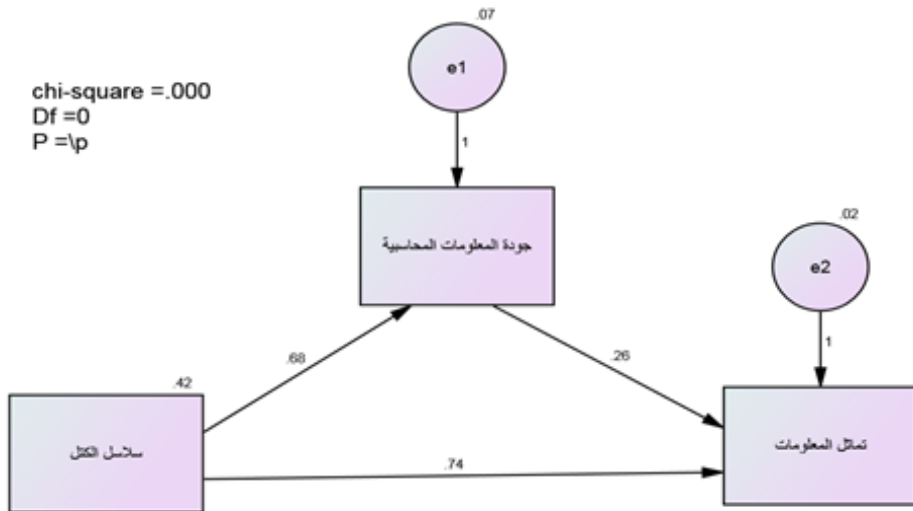 .07
e1
chi-square =.000
Df =0
P =\p
1
جودة المعلومات المحاسبية
.02
e2
1
.68
.26
.42
سلاسل الكتل
تماثل المعلومات
.74